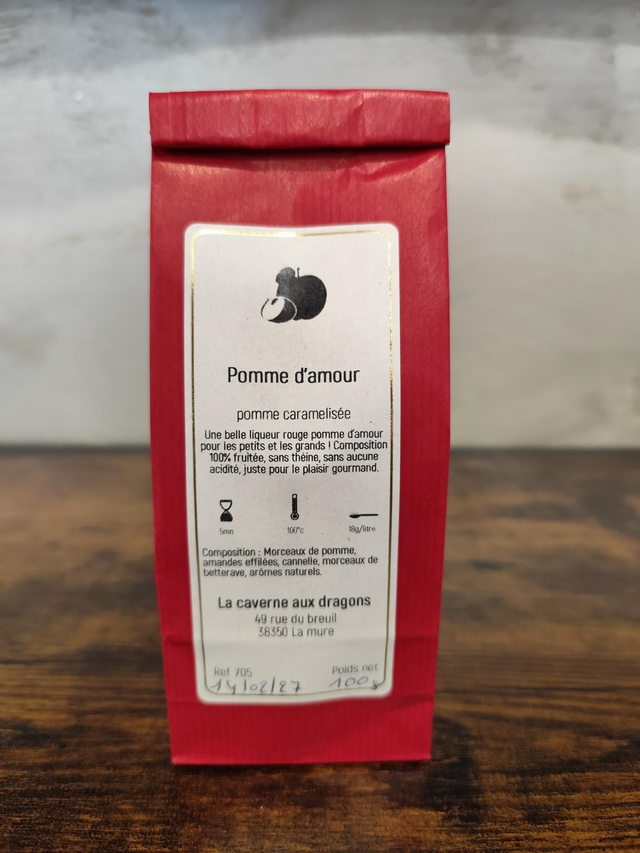 Pomme d'amour
pomme caramelisée
Une belle liqueur rouge pomme d'amour
pour les petits et les grands ! Composition
100% fruitée, sans théine, sans aucune
acidité, juste pour le plaisir gourmand.
5min 100°c 18g/litre
Composition : Morceaux de pomme,
amandes effilées, cannelle, morceaux de
betterave, arômes naturels.
La caverne aux dragons
49 rue du breuil
38350 La mure
Ref 705 Poids net
14/02/27 100g